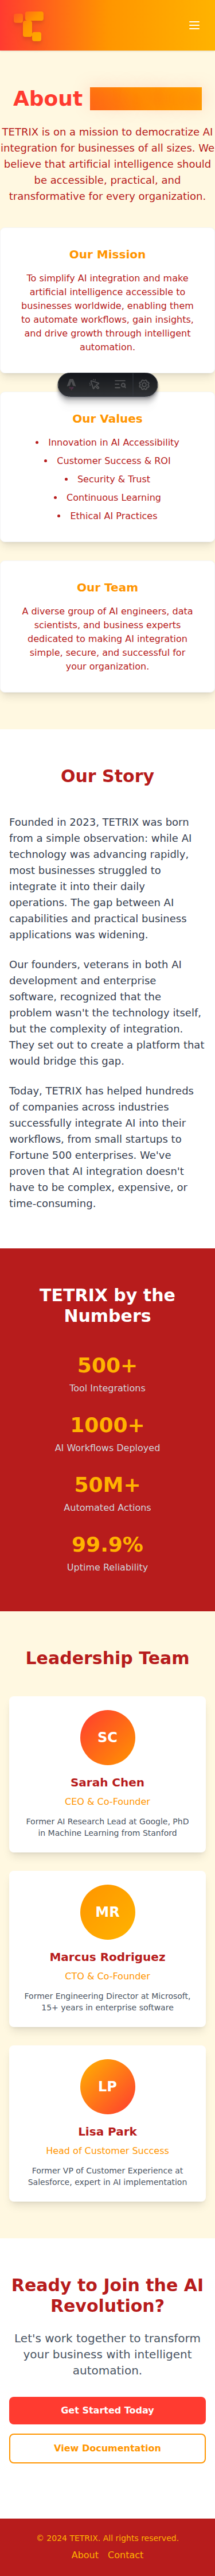 About
TETRIX is on a mission to democratize AI
integration for businesses of all sizes. We
believe that artificial intelligence should
be accessible, practical, and
transformative for every organization.
Our Mission
To simplify AI integration and make
artificial intelligence accessible to
businesses worldwide, enabling them
to automate workflows, gain insights,
and drive growth through intelligent
automation.
Our Values
• Innovation in AI Accessibility
• Customer Success & ROI
• Security & Trust
• Continuous Learning
• Ethical AI Practices
Our Team
A diverse group of AI engineers, data
scientists, and business experts
dedicated to making AI integration
simple, secure, and successful for
your organization.
Our Story
Founded in 2023, TETRIX was born
from a simple observation: while AI
technology was advancing rapidly,
most businesses struggled to
integrate it into their daily
operations. The gap between AI
capabilities and practical business
applications was widening.
Our founders, veterans in both AI
development and enterprise
software, recognized that the
problem wasn't the technology itself,
but the complexity of integration.
They set out to create a platform that
would bridge this gap.
Today, TETRIX has helped hundreds
of companies across industries
successfully integrate AI into their
workflows, from small startups to
Fortune 500 enterprises. We've
proven that AI integration doesn't
have to be complex, expensive, or
time-consuming.
TETRIX by the
Numbers
500+
Tool Integrations
1000+
AI Workflows Deployed
50M+
Automated Actions
99.9%
Uptime Reliability
Leadership Team
SC
Sarah Chen
CEO & Co-Founder
Former AI Research Lead at Google, PhD
in Machine Learning from Stanford
MR
Marcus Rodriguez
CTO & Co-Founder
Former Engineering Director at Microsoft,
15+ years in enterprise software
LP
Lisa Park
Head of Customer Success
Former VP of Customer Experience at
Salesforce, expert in AI implementation
Ready to Join the AI
Revolution?
Let's work together to transform
your business with intelligent
automation.
Get Started Today
View Documentation
© 2024 TETRIX. All rights reserved.
About Contact